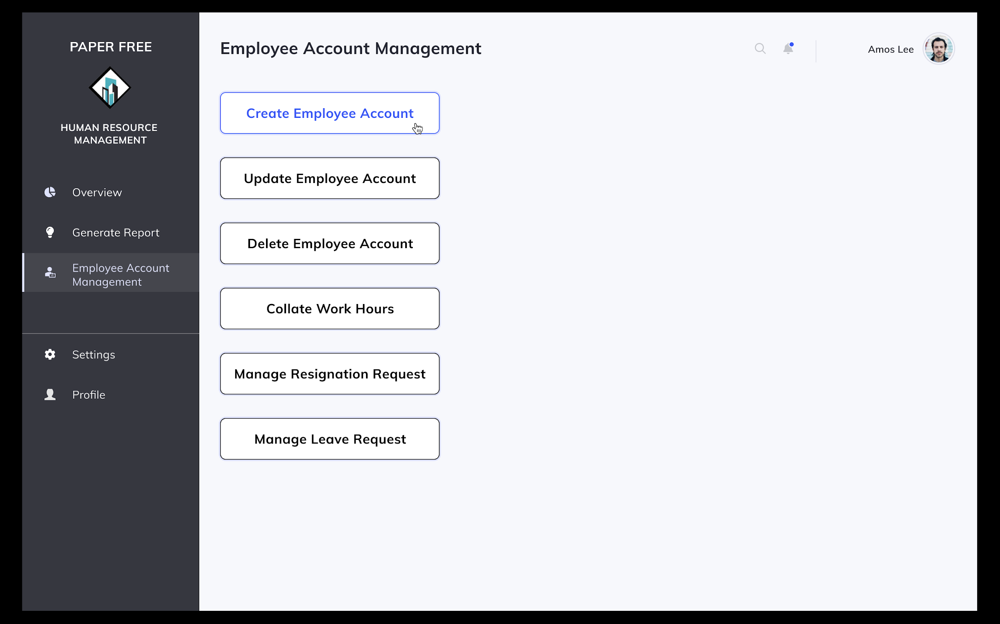 PAPER FREE
HUMAN RESOURCE
MANAGEMENT
Overview
Generate Report
Employee Account
Management
Settings
Profile
Employee Account Management
Amos Lee
Create Employee Account
Update Employee Account
Delete Employee Account
Collate Work Hours
Manage Resignation Request
Manage Leave Request